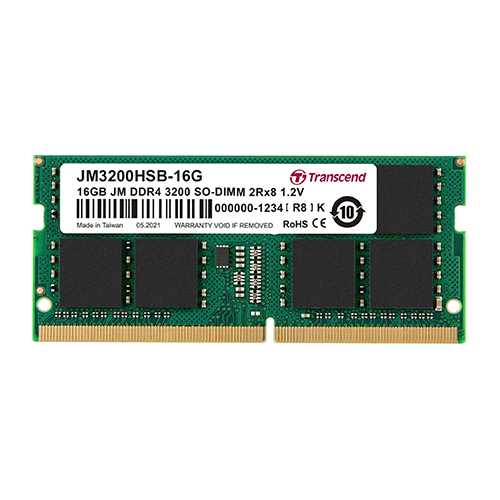 JM3200HSB-16G
Transcend
16GB JM DDR4 3200 SO-DIMM 2Rx8 1.2V
000000-1234 [ R8 ] K
Made in Taiwan 05.2021 WARRANTY VOID IF REMOVED RoHS CE 10